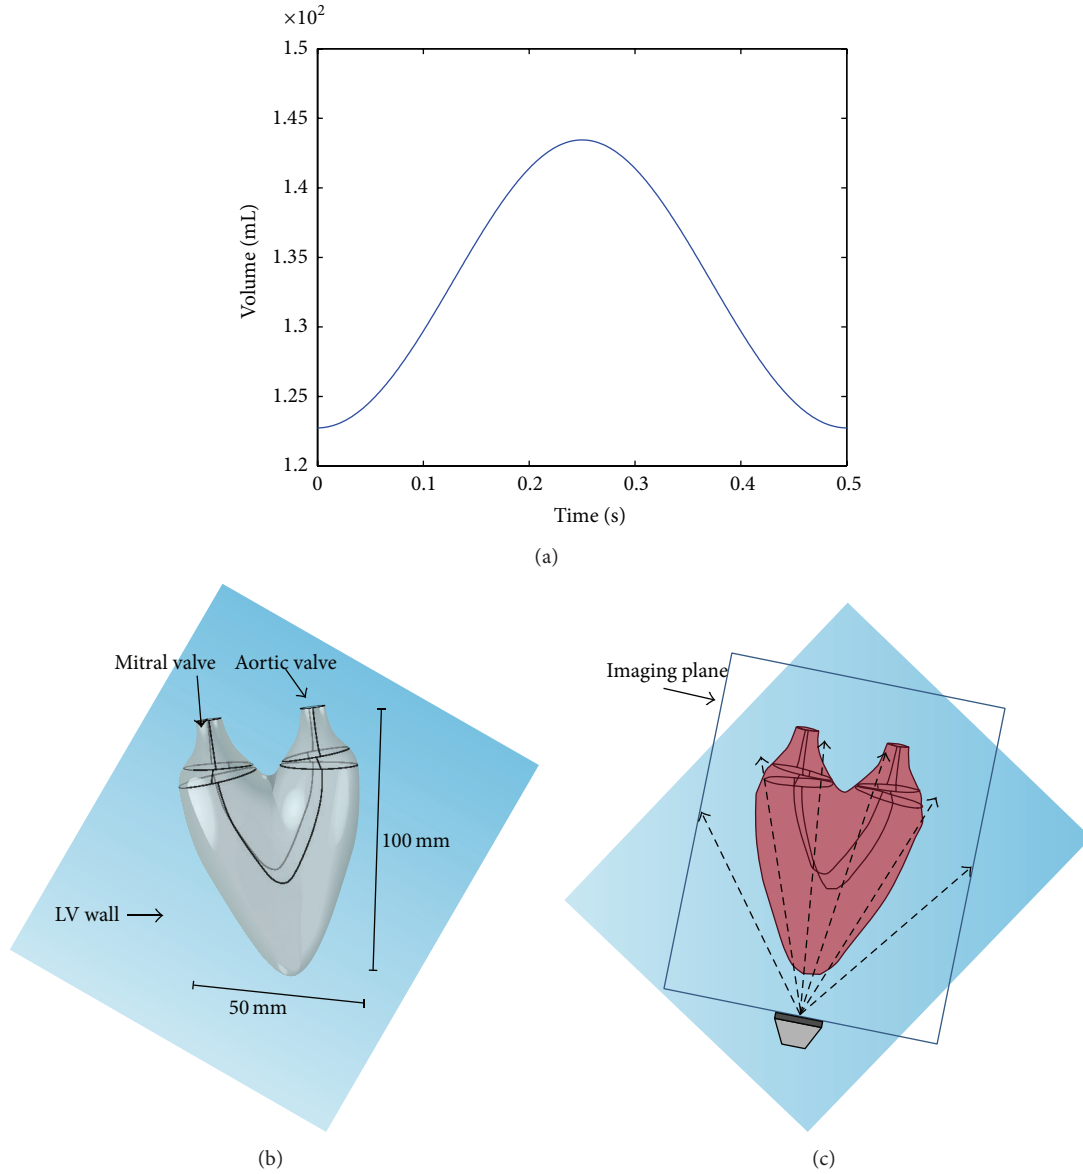 ×10²
1.5
1.45
1.4
1.35
1.3
1.25
1.2
Volume (mL)
0
0.1
0.2
0.3
0.4
0.5
Time (s)
(a)
Mitral valve
Aortic valve
100 mm
LV wall
50 mm
(b)
Imaging plane
(c)